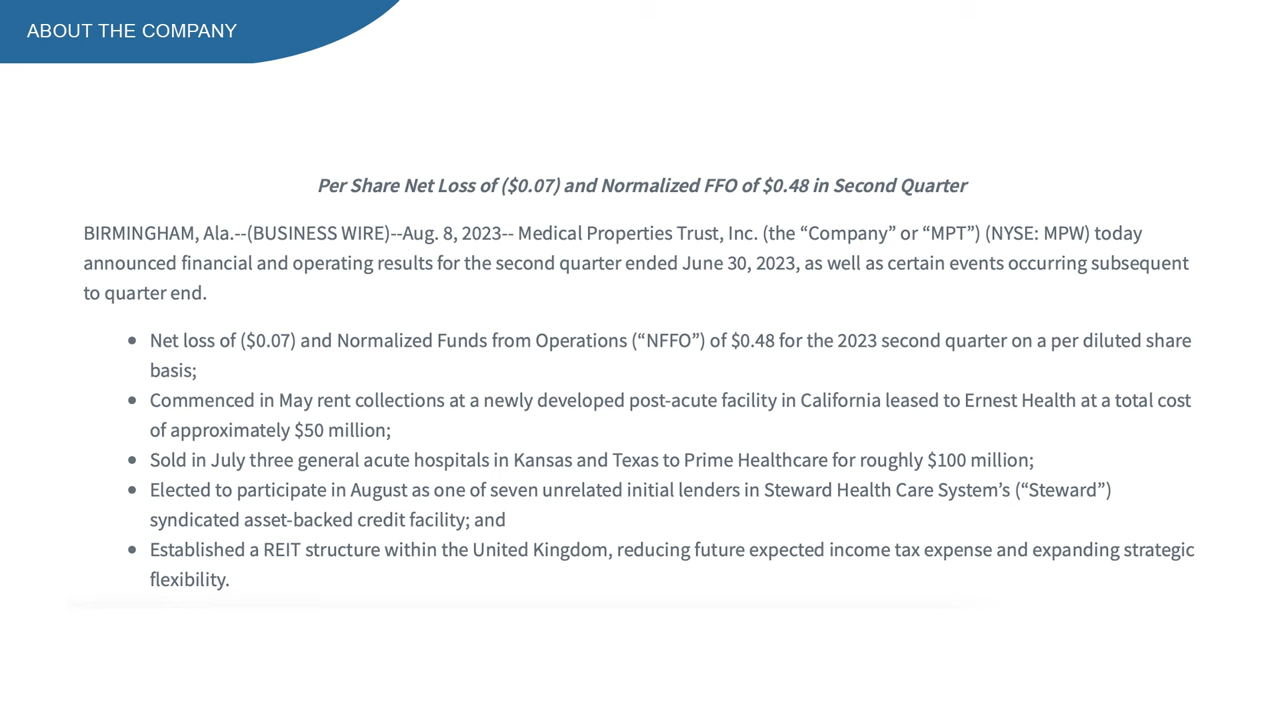 ABOUT THE COMPANY
Per Share Net Loss of ($0.07) and Normalized FFO of $0.48 in Second Quarter
BIRMINGHAM, Ala.--(BUSINESS WIRE)--Aug. 8, 2023-- Medical Properties Trust, Inc. (the “Company” or “MPT”) (NYSE: MPW) today
announced financial and operating results for the second quarter ended June 30, 2023, as well as certain events occurring subsequent
to quarter end.
• Net loss of ($0.07) and Normalized Funds from Operations (“NFFO”) of $0.48 for the 2023 second quarter on a per diluted share
basis;
• Commenced in May rent collections at a newly developed post-acute facility in California leased to Ernest Health at a total cost
of approximately $50 million;
• Sold in July three general acute hospitals in Kansas and Texas to Prime Healthcare for roughly $100 million;
• Elected to participate in August as one of seven unrelated initial lenders in Steward Health Care System’s (“Steward”)
syndicated asset-backed credit facility; and
• Established a REIT structure within the United Kingdom, reducing future expected income tax expense and expanding strategic
flexibility.